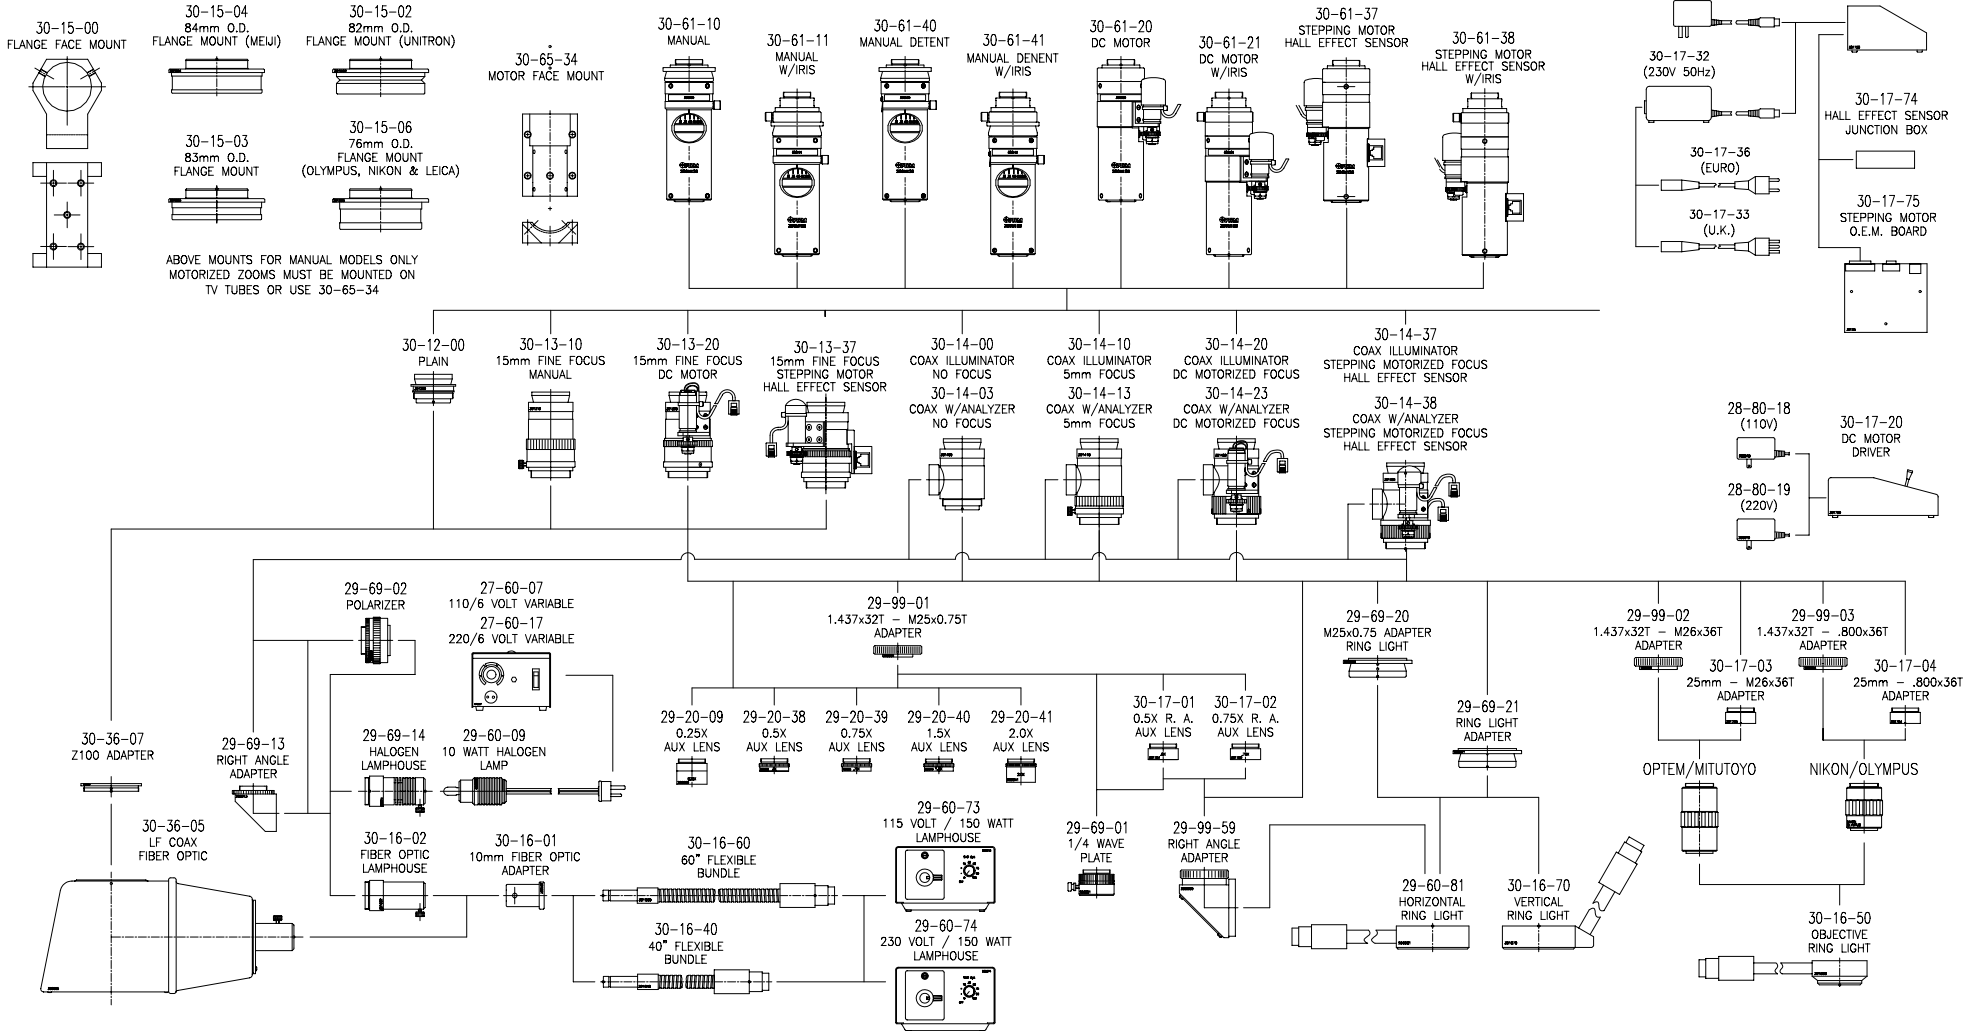 30-15-00
FLANGE FACE MOUNT
30-15-04
84mm O.D.
FLANGE MOUNT (MEIJI)
30-15-02
82mm O.D.
FLANGE MOUNT (UNITRON)
30-15-03
83mm O.D.
FLANGE MOUNT
30-15-06
76mm O.D.
FLANGE MOUNT
(OLYMPUS, NIKON & LEICA)
ABOVE MOUNTS FOR MANUAL MODELS ONLY
MOTORIZED ZOOMS MUST BE MOUNTED ON
TV TUBES OR USE 30-65-34
30-65-34
MOTOR FACE MOUNT
30-61-10
MANUAL
30-61-11
MANUAL
W/IRIS
30-61-40
MANUAL DETENT
30-61-41
MANUAL DENENT
W/IRIS
30-61-20
DC MOTOR
30-61-21
DC MOTOR
W/IRIS
30-61-37
STEPPING MOTOR
HALL EFFECT SENSOR
30-61-38
STEPPING MOTOR
HALL EFFECT SENSOR
W/IRIS
30-17-32
(230V 50Hz)
30-17-36
(EURO)
30-17-33
(U.K.)
30-17-74
HALL EFFECT SENSOR
JUNCTION BOX
30-17-75
STEPPING MOTOR
O.E.M. BOARD
30-12-00
PLAIN
30-13-10
15mm FINE FOCUS
MANUAL
30-13-20
15mm FINE FOCUS
DC MOTOR
30-13-37
15mm FINE FOCUS
STEPPING MOTOR
HALL EFFECT SENSOR
30-14-00
COAX ILLUMINATOR
NO FOCUS
30-14-03
COAX W/ANALYZER
NO FOCUS
30-14-10
COAX ILLUMINATOR
5mm FOCUS
30-14-13
COAX W/ANALYZER
5mm FOCUS
30-14-20
COAX ILLUMINATOR
DC MOTORIZED FOCUS
30-14-23
COAX W/ANALYZER
DC MOTORIZED FOCUS
30-14-37
COAX ILLUMINATOR
STEPPING MOTORIZED FOCUS
HALL EFFECT SENSOR
30-14-38
COAX W/ANALYZER
STEPPING MOTORIZED FOCUS
HALL EFFECT SENSOR
28-80-18
(110V)
28-80-19
(220V)
30-17-20
DC MOTOR
DRIVER
29-69-02
POLARIZER
27-60-07
110/6 VOLT VARIABLE
27-60-17
220/6 VOLT VARIABLE
29-99-01
1.437x32T - M25x0.75T
ADAPTER
29-69-20
M25x0.75 ADAPTER
RING LIGHT
29-99-02
1.437x32T - M26x36T
ADAPTER
30-17-03
25mm - M26x36T
ADAPTER
29-99-03
1.437x32T - .800x36T
ADAPTER
30-17-04
25mm - .800x36T
ADAPTER
30-36-07
Z100 ADAPTER
29-69-13
RIGHT ANGLE
ADAPTER
29-69-14
HALOGEN
LAMPHOUSE
29-60-09
10 WATT HALOGEN
LAMP
29-20-09
0.25X
AUX LENS
29-20-38
0.5X
AUX LENS
29-20-39
0.75X
AUX LENS
29-20-40
1.5X
AUX LENS
29-20-41
2.0X
AUX LENS
30-17-01
0.5X R. A.
AUX LENS
30-17-02
0.75X R. A.
AUX LENS
29-69-21
RING LIGHT
ADAPTER
OPTEM/MITUTOYO
NIKON/OLYMPUS
30-36-05
LF COAX
FIBER OPTIC
30-16-02
FIBER OPTIC
LAMPHOUSE
30-16-01
10mm FIBER OPTIC
ADAPTER
30-16-60
60" FLEXIBLE
BUNDLE
30-16-40
40" FLEXIBLE
BUNDLE
29-60-73
115 VOLT / 150 WATT
LAMPHOUSE
29-60-74
230 VOLT / 150 WATT
LAMPHOUSE
29-69-01
1/4 WAVE
PLATE
29-99-59
RIGHT ANGLE
ADAPTER
29-60-81
HORIZONTAL
RING LIGHT
30-16-70
VERTICAL
RING LIGHT
30-16-50
OBJECTIVE
RING LIGHT